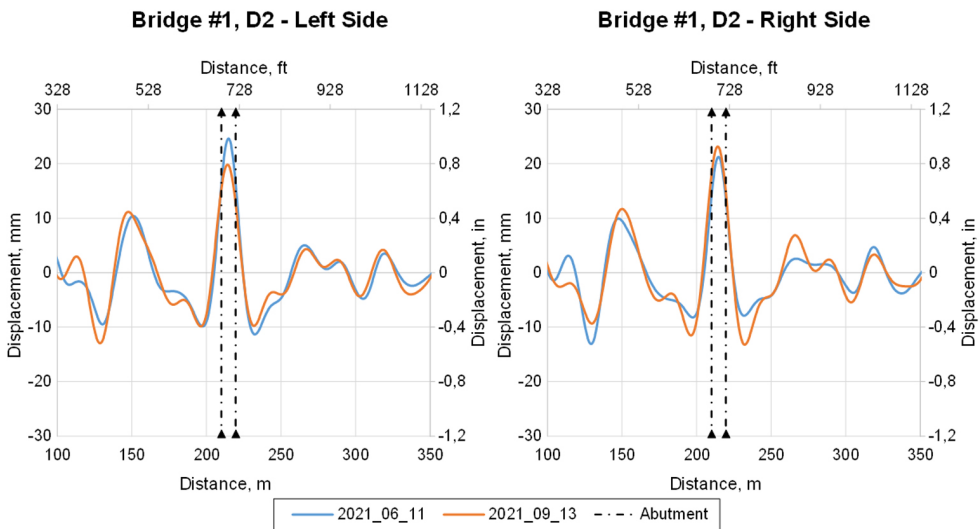 Bridge #1, D2 - Left Side
Distance, ft
328 528 728 928 1128
30 20 10 0 -10 -20 -30
Displacement, mm
1,2 0,8 0,4 0 -0,4 -0,8 -1,2
Displacement, in
100 150 200 250 300 350
Distance, m
Bridge #1, D2 - Right Side
Distance, ft
328 528 728 928 1128
30 20 10 0 -10 -20 -30
Displacement, mm
1,2 0,8 0,4 0 -0,4 -0,8 -1,2
Displacement, in
100 150 200 250 300 350
Distance, m
2021_06_11 2021_09_13 Abutment